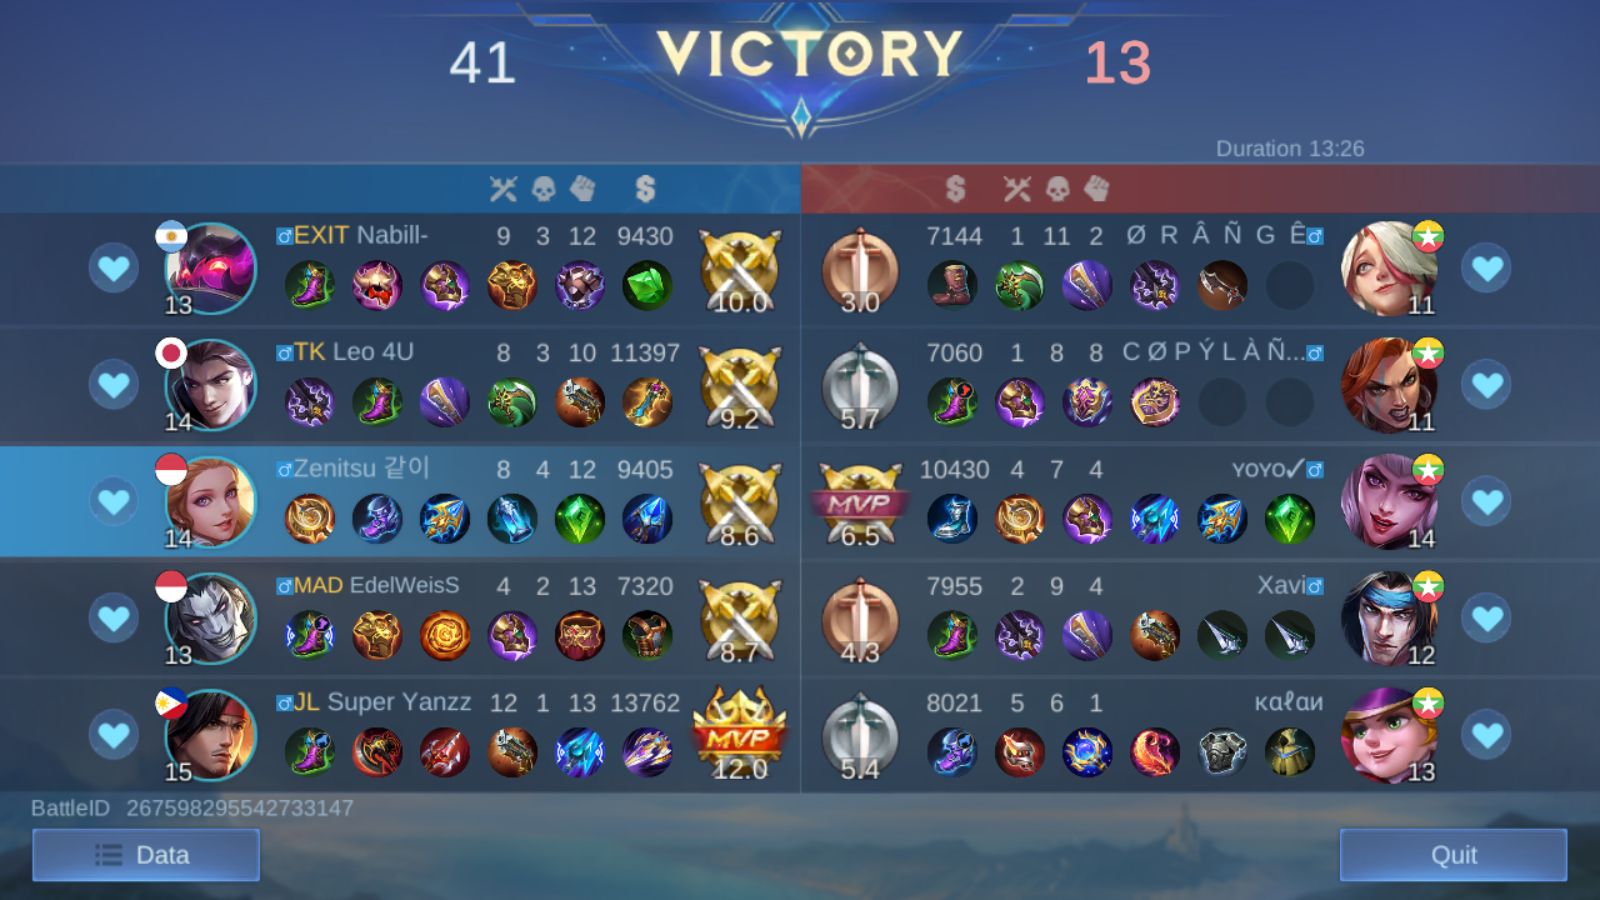 41 VICTORY 13
Duration 13:26
EXIT Nabill- 9 3 12 9430
13 10.0
7144 1 11 2 Ø R Â Ñ G Ê
3.0 11
TK Leo 4U 8 3 10 11397
14 9.2
7060 1 8 8 C Ø P Ý L À Ñ...
5.7 11
Zenitsu 같이 8 4 12 9405
14 8.6
10430 4 7 4 YOYO✓
MVP 6.5 14
MAD EdelWeisS 4 2 13 7320
13 8.7
7955 2 9 4 Xavi
4.3 12
JL Super Yanzz 12 1 13 13762
15 MVP 12.0
8021 5 6 1 кαℓαи
5.4 13
BattleID 267598295542733147
Data
Quit